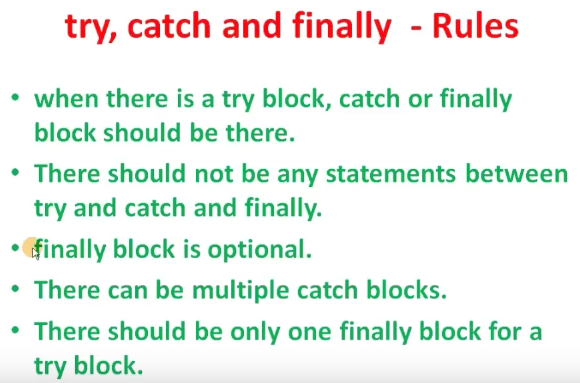 try, catch and finally - Rules
• when there is a try block, catch or finally
block should be there.
• There should not be any statements between
try and catch and finally.
• finally block is optional.
• There can be multiple catch blocks.
• There should be only one finally block for a
try block.